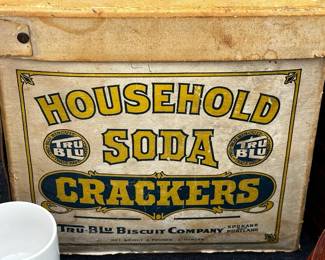 HOUSEHOLD
SODA
TRU
BLU
TRU
BLU
CRACKERS
TRU-BLU BISCUIT COMPANY SPOKANE
PORTLAND